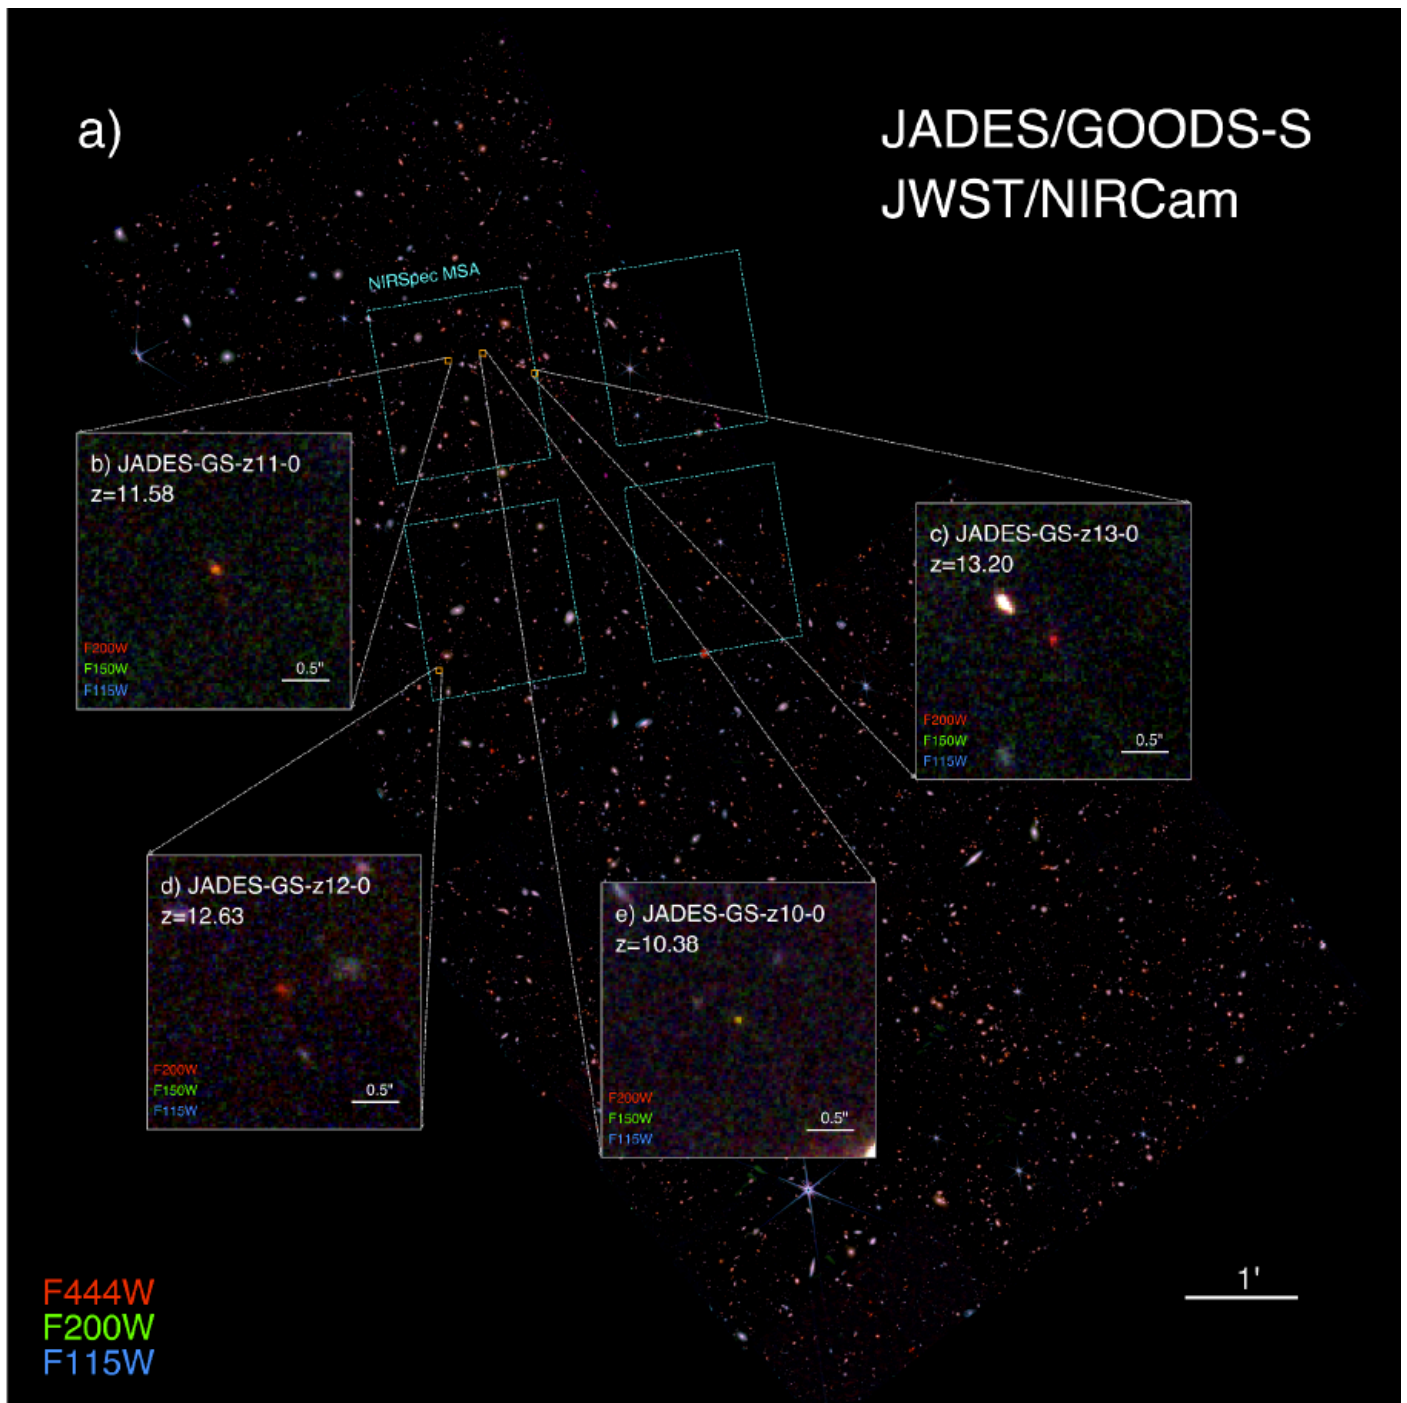 a)
JADES/GOODS-S
JWST/NIRCam
NIRSpec MSA
b) JADES-GS-z11-0
z=11.58
F200W
F150W
F115W
0.5"
c) JADES-GS-z13-0
z=13.20
F200W
F150W
F115W
0.5"
d) JADES-GS-z12-0
z=12.63
F200W
F150W
F115W
0.5"
e) JADES-GS-z10-0
z=10.38
F200W
F150W
F115W
0.5"
F444W
F200W
F115W
1'